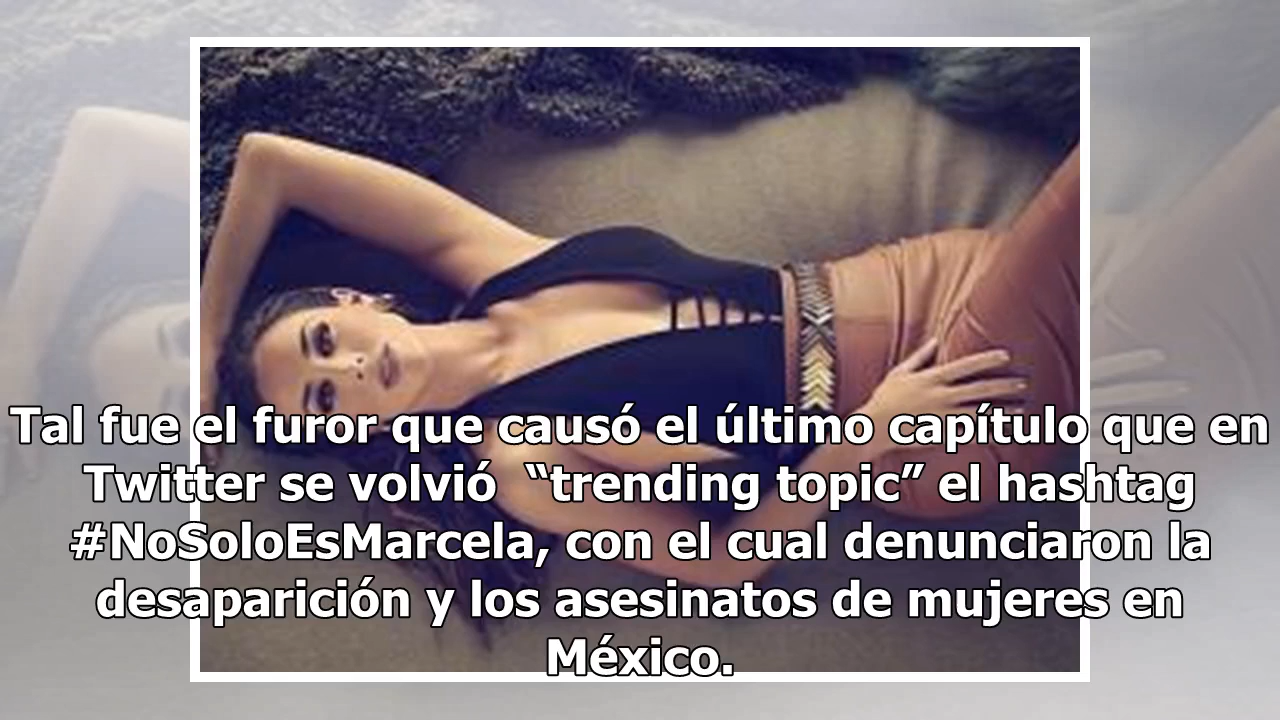 Tal fue el furor que causó el último capítulo que en
Twitter se volvió  “trending topic” el hashtag
#NoSoloEsMarcela, con el cual denunciaron la
desaparición y los asesinatos de mujeres en
México.